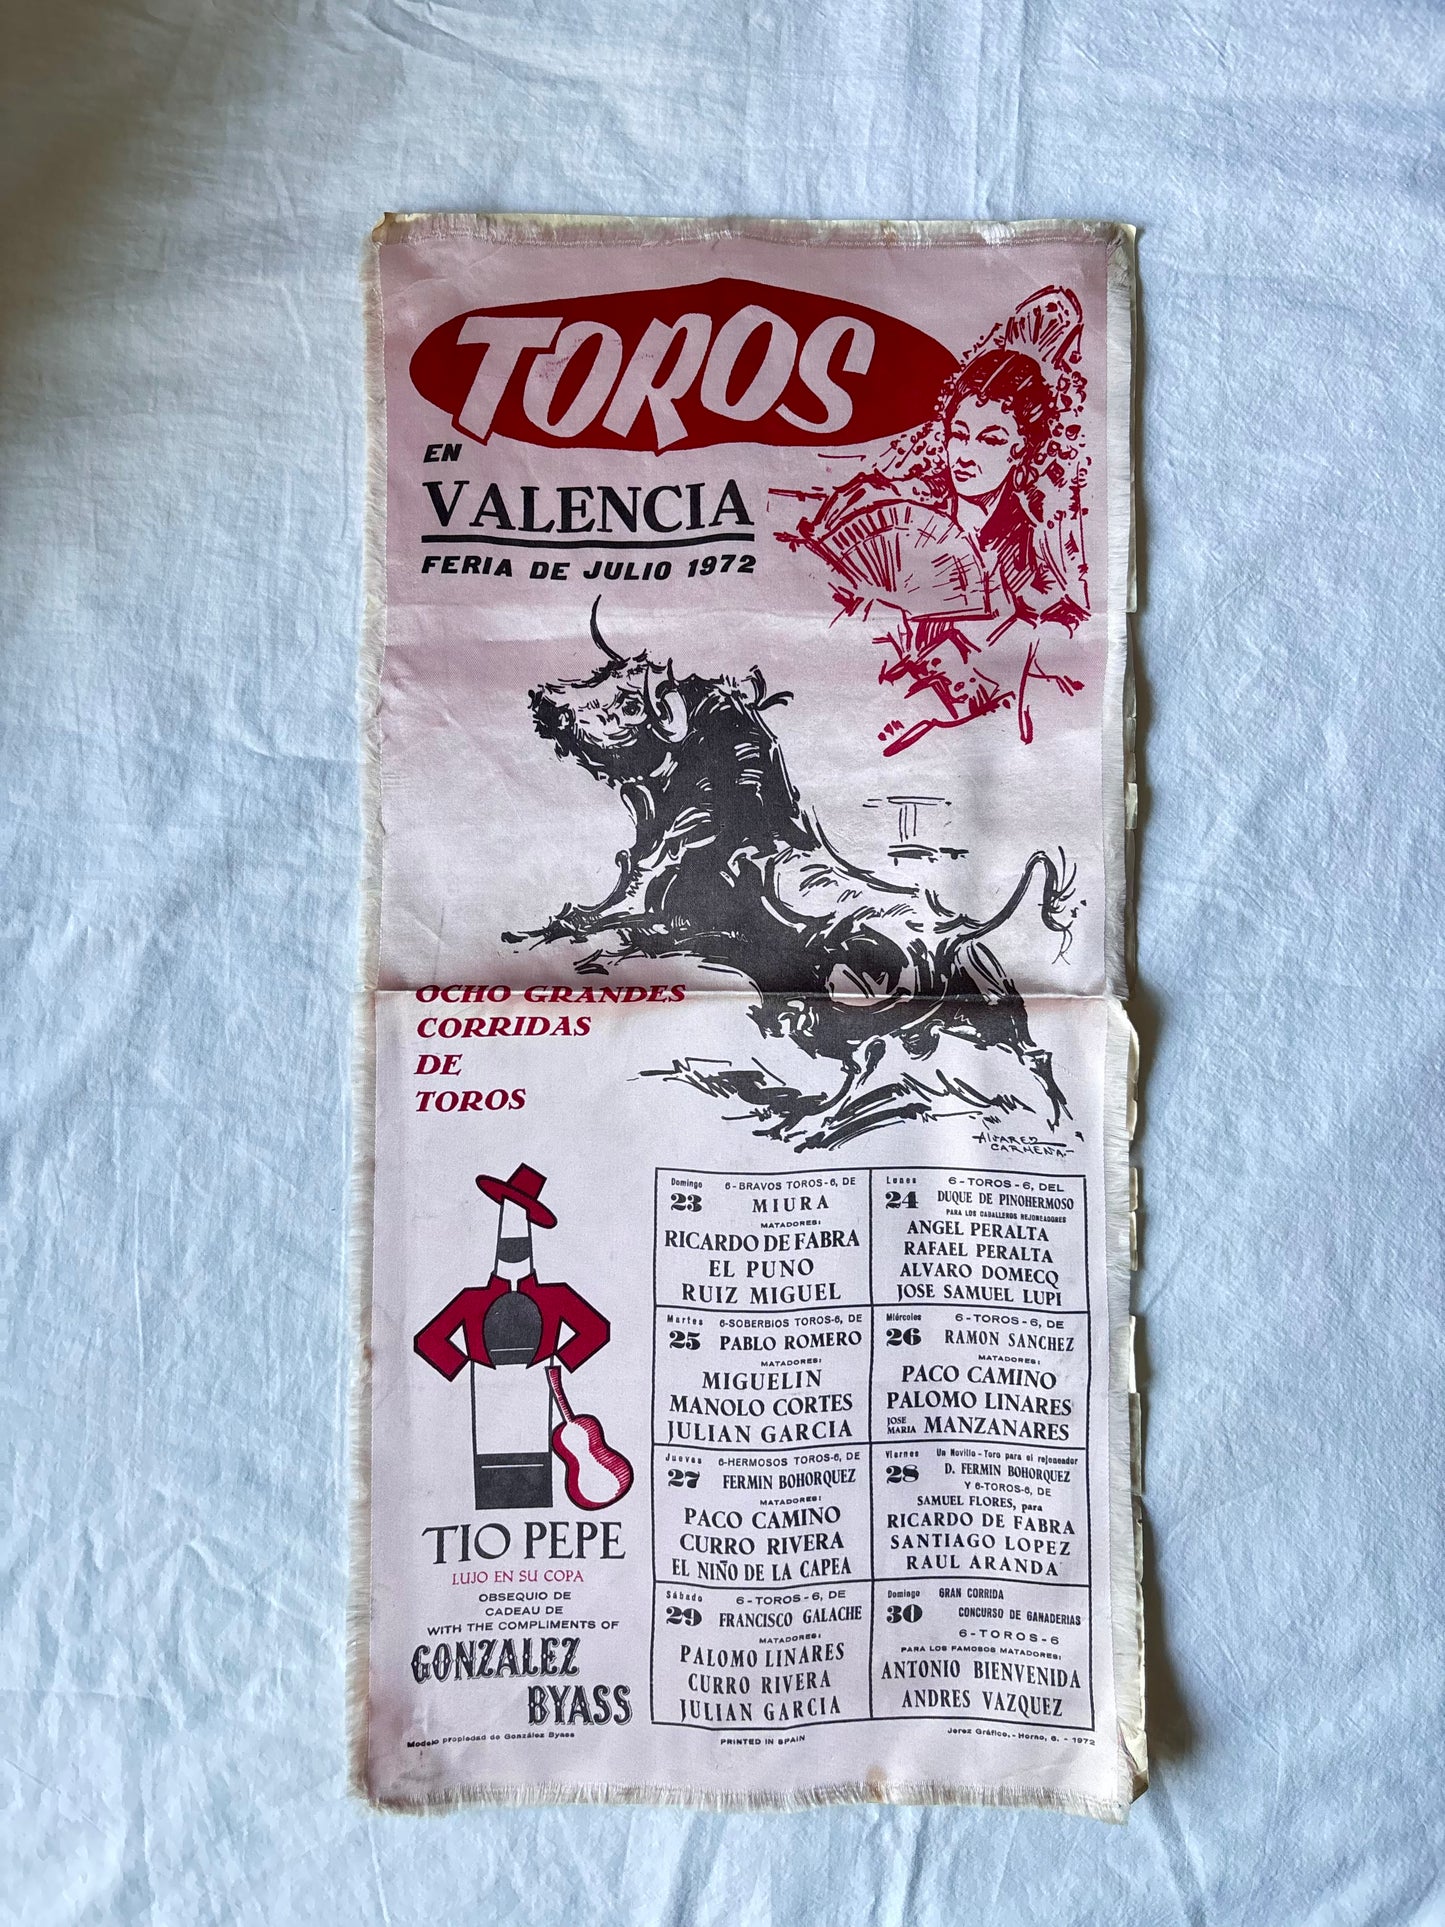 TOROS
EN
VALENCIA
FERIA DE JULIO 1972
OCHO GRANDES
CORRIDAS
DE
TOROS
ALVAREZ
CARMENA.-
TIO PEPE
LUJO EN SU COPA
OBSEQUIO DE
CADEAU DE
WITH THE COMPLIMENTS OF
GONZALEZ
BYASS
Domingo 6-BRAVOS TOROS-6, DE
23 MIURA
MATADORES:
RICARDO DE FABRA
EL PUNO
RUIZ MIGUEL
Lunes 6-TOROS-6, DEL
24 DUQUE DE PINOHERMOSO
PARA LOS CABALLEROS REJONEADORES
ANGEL PERALTA
RAFAEL PERALTA
ALVARO DOMECQ
JOSE SAMUEL LUPI
Martes 6-SOBERBIOS TOROS-6, DE
25 PABLO ROMERO
MATADORES:
MIGUELIN
MANOLO CORTES
JULIAN GARCIA
Miércoles 6-TOROS-6, DE
26 RAMON SANCHEZ
MATADORES:
PACO CAMINO
PALOMO LINARES
JOSE MARIA MANZANARES
Jueves 6-HERMOSOS TOROS-6, DE
27 FERMIN BOHORQUEZ
MATADORES:
PACO CAMINO
CURRO RIVERA
EL NIÑO DE LA CAPEA
Viernes Un Novillo-Toro para el rejoneador
28 D. FERMIN BOHORQUEZ
Y 6-TOROS-6, DE
SAMUEL FLORES, para
RICARDO DE FABRA
SANTIAGO LOPEZ
RAUL ARANDA
Sábado 6-TOROS-6, DE
29 FRANCISCO GALACHE
MATADORES:
PALOMO LINARES
CURRO RIVERA
JULIAN GARCIA
Domingo GRAN CORRIDA
30 CONCURSO DE GANADERIAS
6-TOROS-6
PARA LOS FAMOSOS MATADORES:
ANTONIO BIENVENIDA
ANDRES VAZQUEZ
Modelo propiedad de González Byass
PRINTED IN SPAIN
Jerez Gráfico.-Horno, 6.-1972